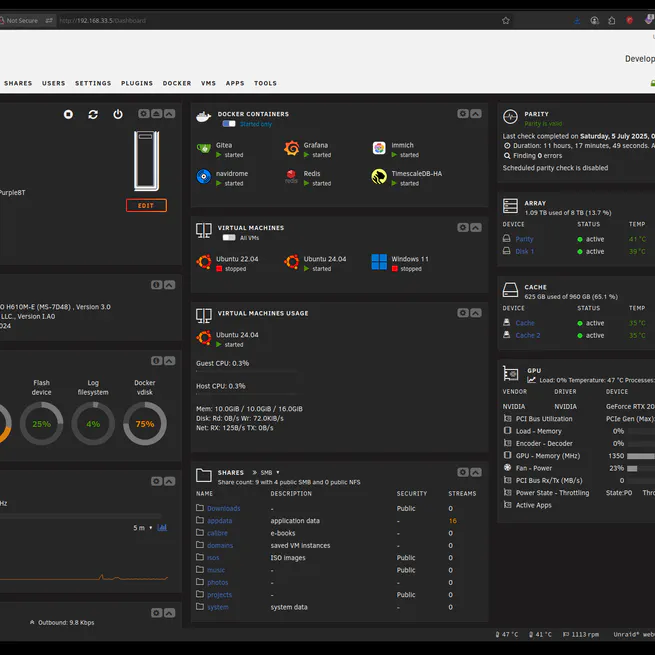 Not Secure http://192.168.33.5/Dashboard
Develop
SHARES USERS SETTINGS PLUGINS DOCKER VMS APPS TOOLS
Purple8T
EDIT
O H610M-E (MS-7D48) , Version 3.0
LLC., Version 1.A0
024
Flash device
Log filesystem
Docker vdisk
25%
4%
75%
Hz
5 m
Outbound: 9.8 Kbps
DOCKER CONTAINERS
Started only
Gitea
started
Grafana
started
immich
started
navidrome
started
Redis
started
TimescaleDB-HA
started
VIRTUAL MACHINES
All VMs
Ubuntu 22.04
stopped
Ubuntu 24.04
started
Windows 11
stopped
VIRTUAL MACHINES USAGE
Ubuntu 24.04
started
Guest CPU: 0.3%
Host CPU: 0.3%
Mem: 10.0GiB / 10.0GiB / 16.0GiB
Disk: Rd: 0B/s Wr: 72.0KiB/s
Net: RX: 125B/s TX: 0B/s
SHARES SMB
Share count: 9 with 4 public SMB and 0 public NFS
NAME DESCRIPTION SECURITY STREAMS
Downloads - Public 0
appdata application data - 16
calibre e-books - 0
domains saved VM instances - 0
isos ISO images Public 0
music - Public 0
photos - - 0
projects - Public 0
system system data - 0
PARITY
Parity is valid
Last check completed on Saturday, 5 July 2025, 0
Duration: 11 hours, 17 minutes, 49 seconds. A
Finding 0 errors
Scheduled parity check is disabled
ARRAY
1.09 TB used of 8 TB (13.7 %)
DEVICE STATUS TEMP
Parity active 41 °C
Disk 1 active 39 °C
CACHE
625 GB used of 960 GB (65.1 %)
DEVICE STATUS TEMP
Cache active 35 °C
Cache 2 active 35 °C
GPU
Load: 0% Temperature: 47 °C Processes:
VENDOR DRIVER DEVICE
NVIDIA NVIDIA GeForce RTX 20
PCI Bus Utilization PCIe Gen (Max):
Load - Memory 0%
Encoder - Decoder 0%
GPU - Memory (MHz) 1350
Fan - Power 23%
PCI Bus Rx/Tx (MB/s) 0
Power State - Throttling State:P0 Thr
Active Apps
47 °C 41 °C 1113 rpm Unraid® web